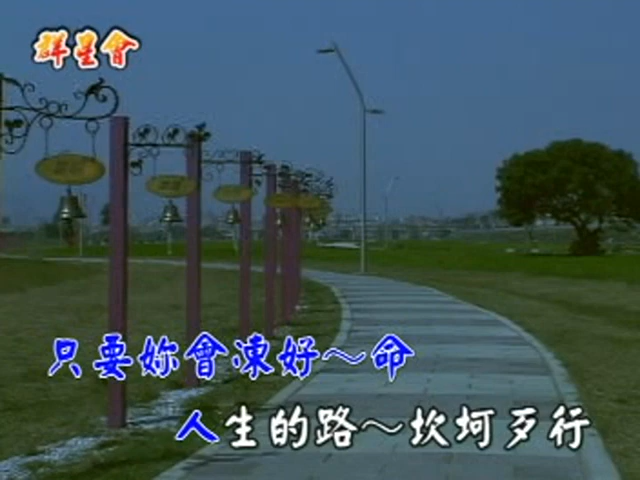 群星會
只要妳會凍好～命
人生的路～坎坷歹行